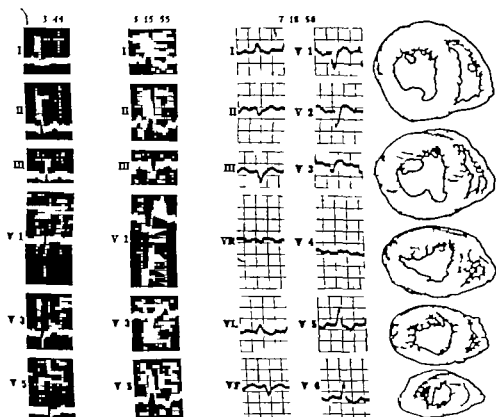 3 44
I
II
III
V 1
V 3
V 5
5 15 55
I
II
III
V 1
V 3
V 5
7 18 58
I
II
III
VR
VL
VF
V 1
V 2
V 3
V 4
V 5
V 6